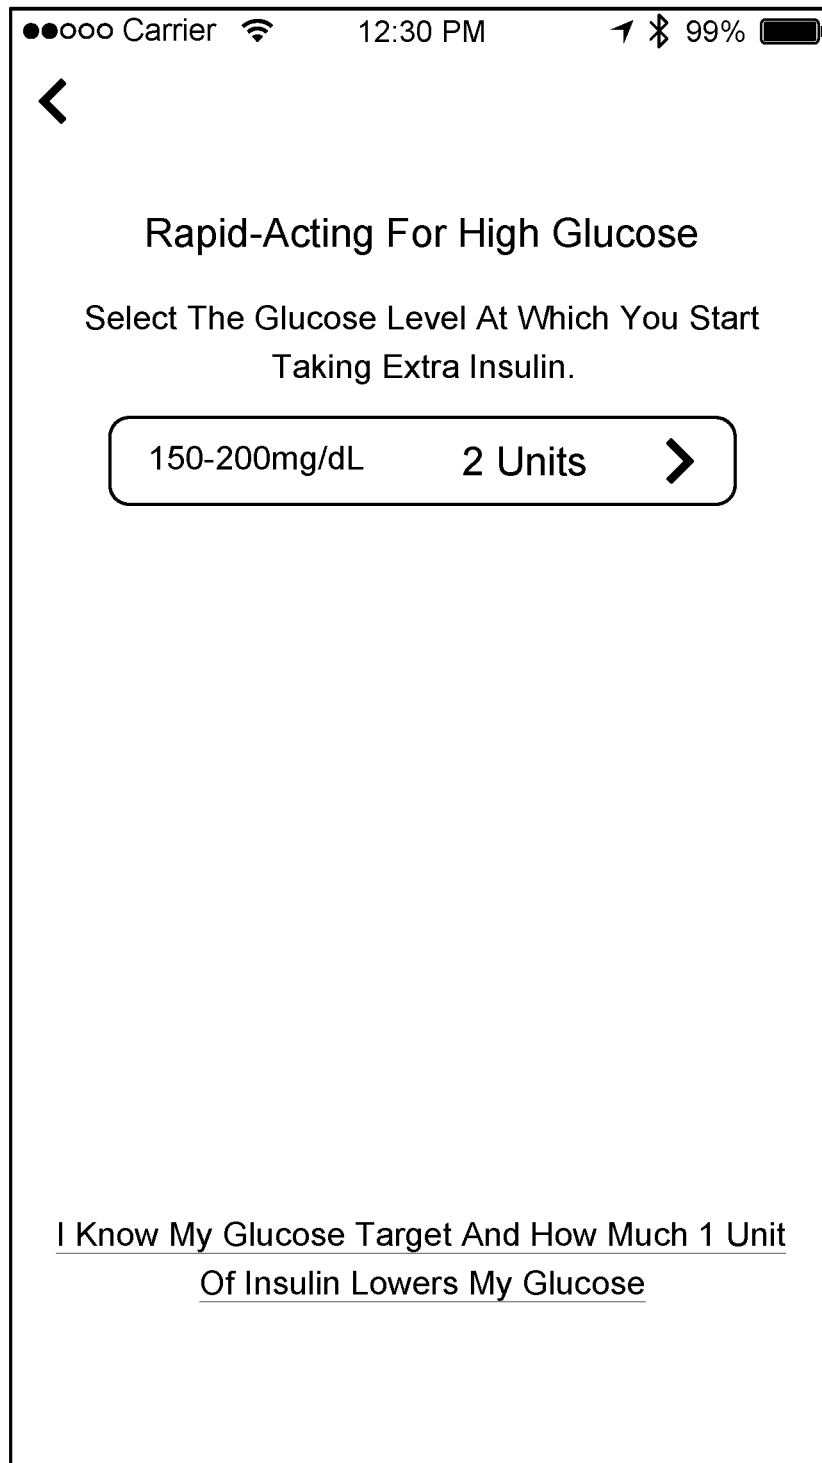 Carrier 12:30 PM 99%
Rapid-Acting For High Glucose
Select The Glucose Level At Which You Start
Taking Extra Insulin.
150-200mg/dL 2 Units
I Know My Glucose Target And How Much 1 Unit
Of Insulin Lowers My Glucose